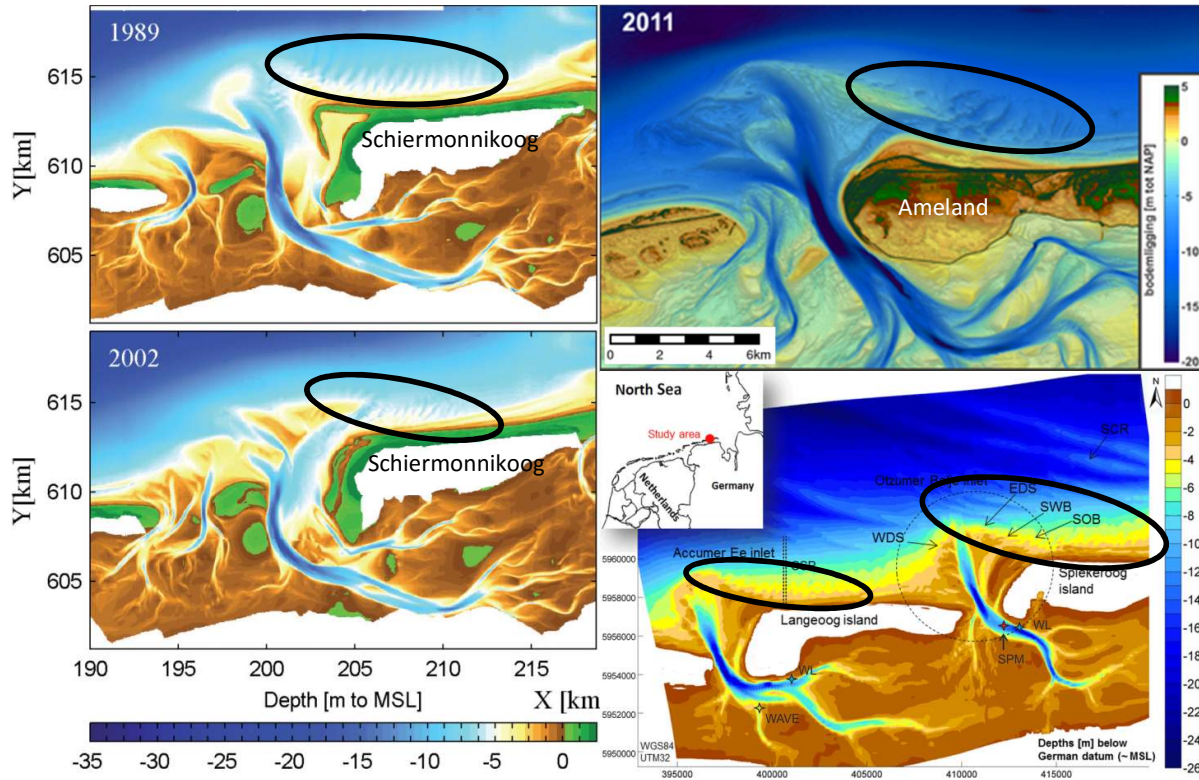 1989
615
610
605
Y[km]
Schiermonnikoog
2002
615
610
605
Y[km]
Schiermonnikoog
190 195 200 205 210 215
Depth [m to MSL]
X [km]
-35 -30 -25 -20 -15 -10 -5 0
2011
Ameland
0 2 4 6km
bodemligging [m tot NAP]
5
0
-5
-10
-15
-20
North Sea
Study area
Netherlands
Germany
N
SCR
Otzumer Balje inlet
EDS
SWB
SOB
WDS
Accumer Ee inlet
Spiekeroog
island
Langeoog island
WL
SPM
WL
WAVE
5960000
5958000
5956000
5954000
5952000
5950000
WGS84
UTM32
Depths [m] below
German datum (~MSL)
395000 400000 405000 410000 415000
0
-2
-4
-6
-8
-10
-12
-14
-16
-18
-20
-22
-24
-26